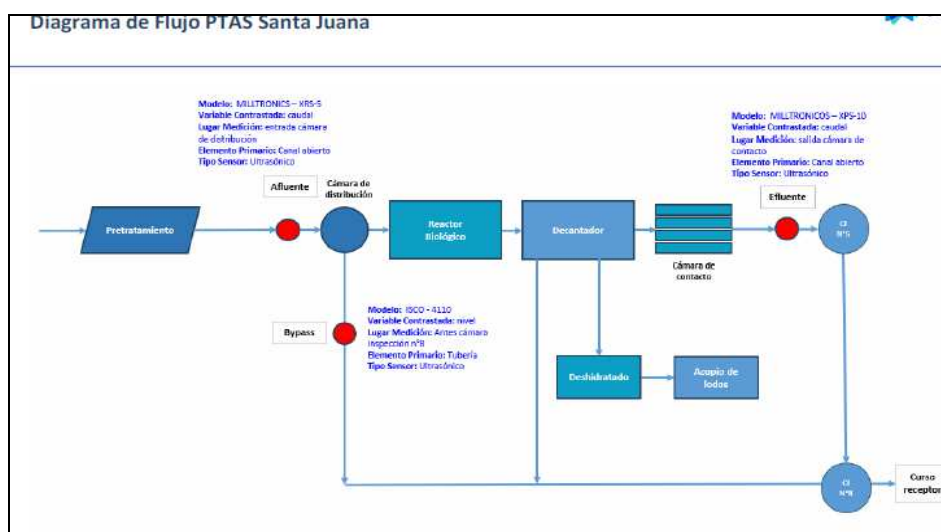 Diagrama de Flujo PTAS Santa Juana
Modelo: MILLTRONICS – XRS-5
Variable Contrastada: caudal
Lugar Medición: entrada cámara
de distribución
Elemento Primario: Canal abierto
Tipo Sensor: Ultrasónico
Modelo: MILLTRONICOS – XPS-10
Variable Contrastada: caudal
Lugar Medición: salida cámara de
contacto
Elemento Primario: Canal abierto
Tipo Sensor: Ultrasónico
Afluente
Cámara de
distribución
Efluente
Pretratamiento
Reactor
Biológico
Decantador
CI
N°5
Cámara de
contacto
Bypass
Modelo: ISCO - 4110
Variable Contrastada: nivel
Lugar Medición: Antes cámara
inspección n°8
Elemento Primario: Tubería
Tipo Sensor: Ultrasónico
Deshidratado
Acopio de
lodos
CI
N°8
Curso
receptor